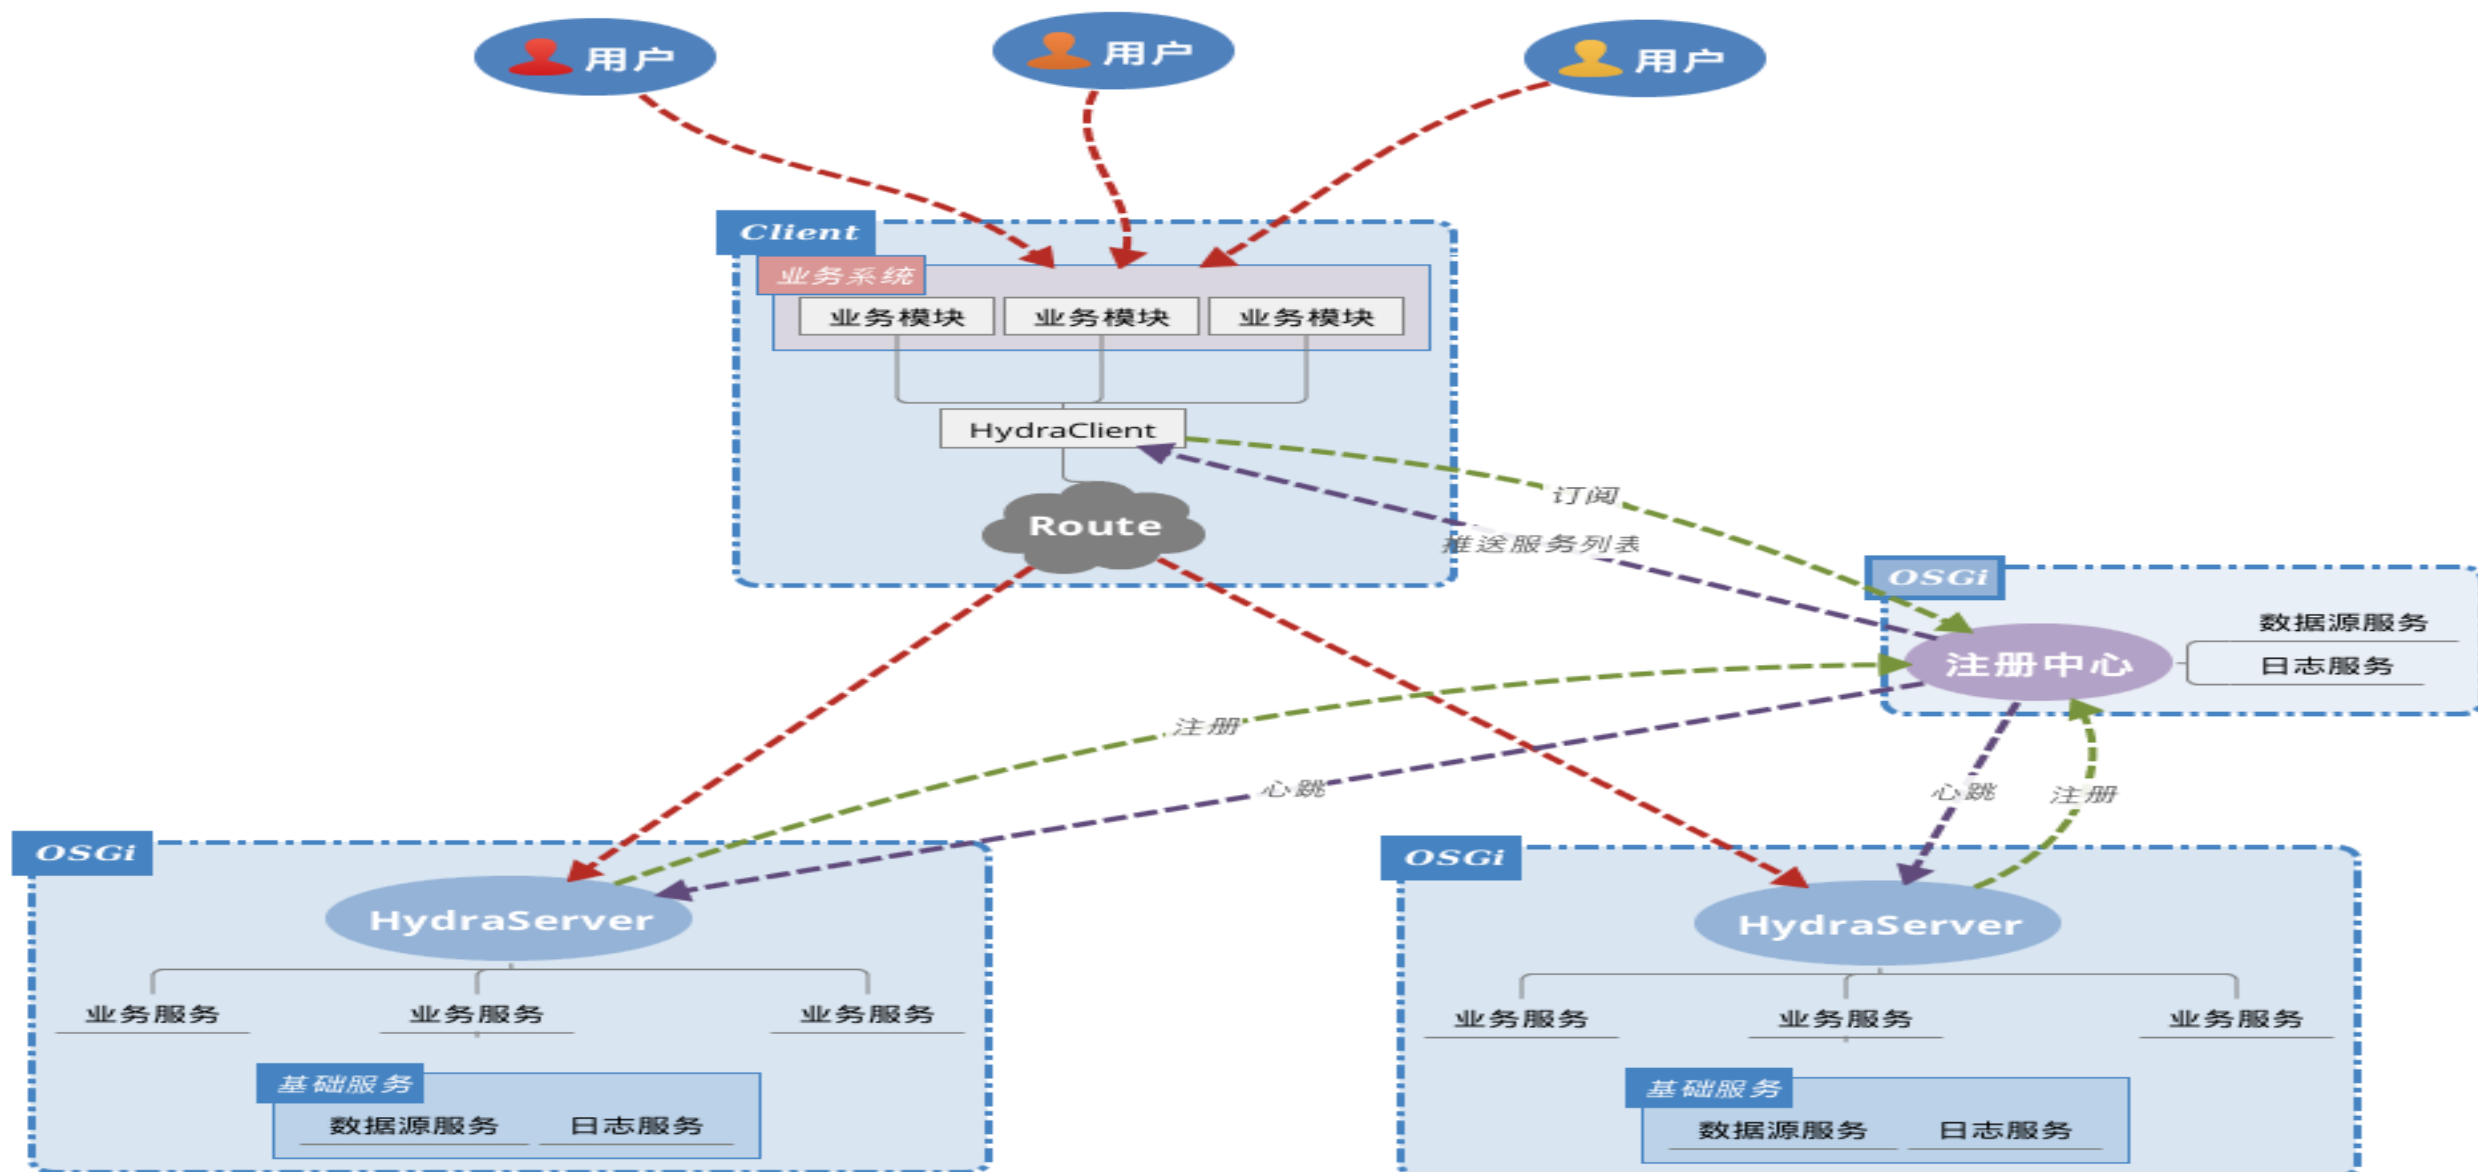 用户
用户
用户
Client
业务系统
业务模块
业务模块
业务模块
HydraClient
Route
订阅
推送服务列表
OSGi
注册中心
数据源服务
日志服务
注册
心跳
心跳
注册
OSGi
HydraServer
业务服务
业务服务
业务服务
基础服务
数据源服务
日志服务
OSGi
HydraServer
业务服务
业务服务
业务服务
基础服务
数据源服务
日志服务